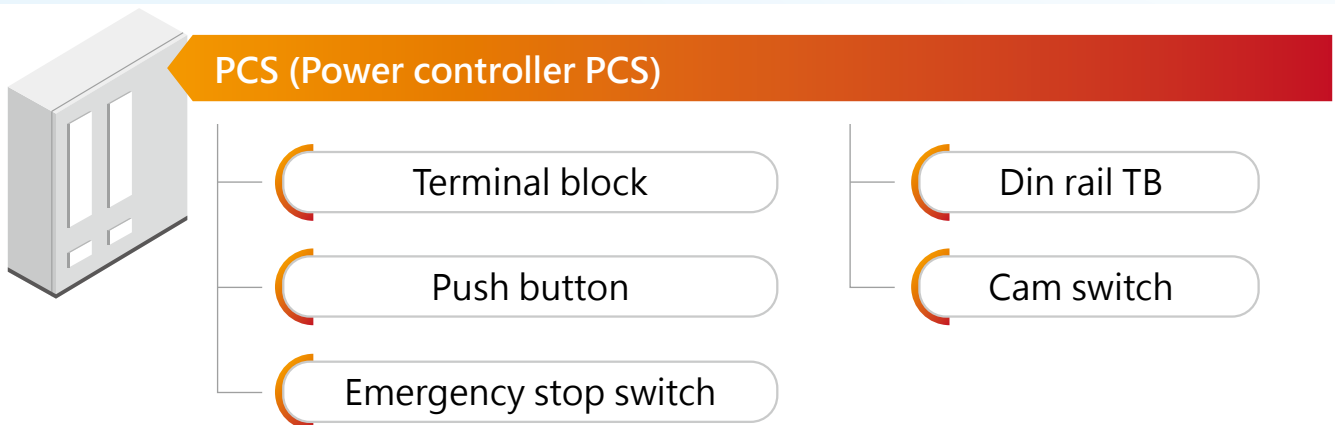 PCS (Power controller PCS)
Terminal block
Push button
Emergency stop switch
Din rail TB
Cam switch